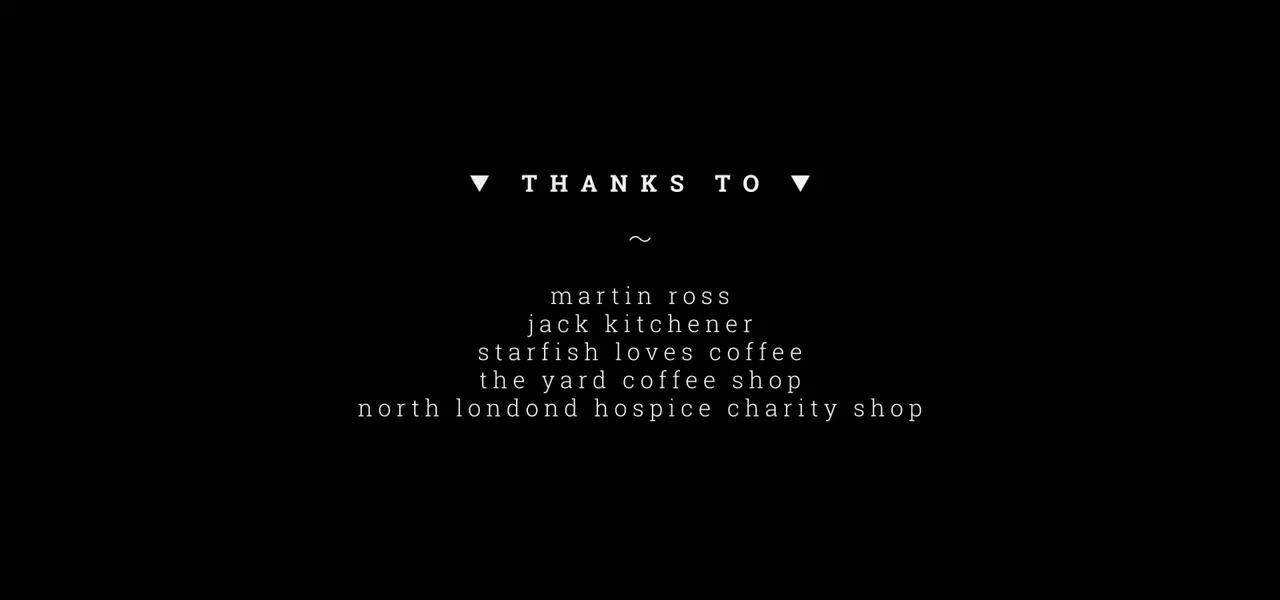 ▼ THANKS TO ▼
~
martin ross
jack kitchener
starfish loves coffee
the yard coffee shop
north londond hospice charity shop